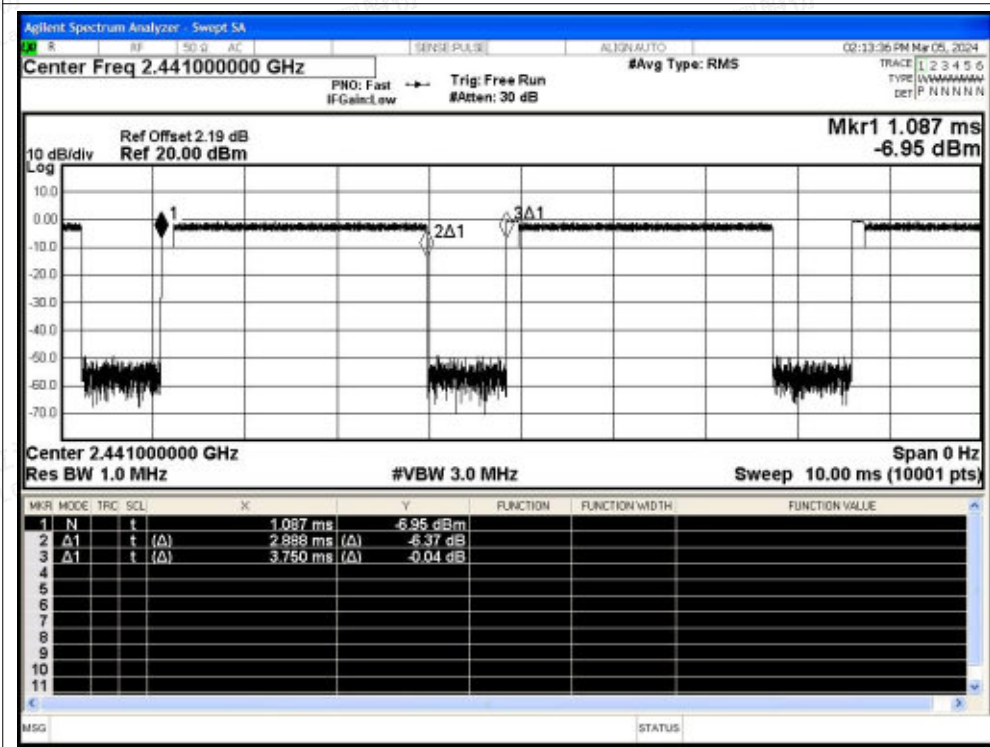 Agilent Spectrum Analyzer - Swept SA
R RF 50 Ω AC SENSE:PULSE ALIGN AUTO 02:13:36 PM Mar 05, 2024
Center Freq 2.441000000 GHz
PNO: Fast
IFGain:Low
Trig: Free Run
#Atten: 30 dB
#Avg Type: RMS
TRACE 1 2 3 4 5 6
TYPE
DET P N N N N N
Mkr1 1.087 ms
-6.95 dBm
Ref Offset 2.19 dB
10 dB/div Ref 20.00 dBm
Log
10.0
0.00
-10.0
-20.0
-30.0
-40.0
-50.0
-60.0
-70.0
1
2Δ1
3Δ1
Center 2.441000000 GHz Span 0 Hz
Res BW 1.0 MHz #VBW 3.0 MHz Sweep 10.00 ms (10001 pts)
MKR MODE TRC SCL X Y FUNCTION FUNCTION WIDTH FUNCTION VALUE
1 N t 1.087 ms -6.95 dBm
2 Δ1 t (Δ) 2.888 ms (Δ) -6.37 dB
3 Δ1 t (Δ) 3.750 ms (Δ) -0.04 dB
4
5
6
7
8
9
10
11
MSG STATUS